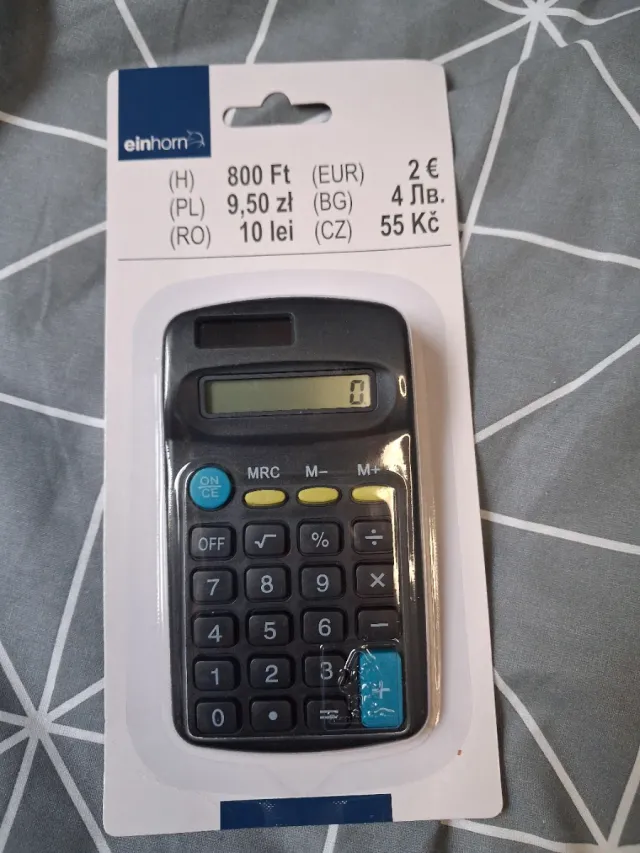 einhorn
(H) 800 Ft (EUR) 2 €
(PL) 9,50 zł (BG) 4 Лв.
(RO) 10 lei (CZ) 55 Kč
0
MRC M– M+
ON
CE
OFF √ % ÷
7 8 9 ×
4 5 6 −
1 2 3 +
0 • =